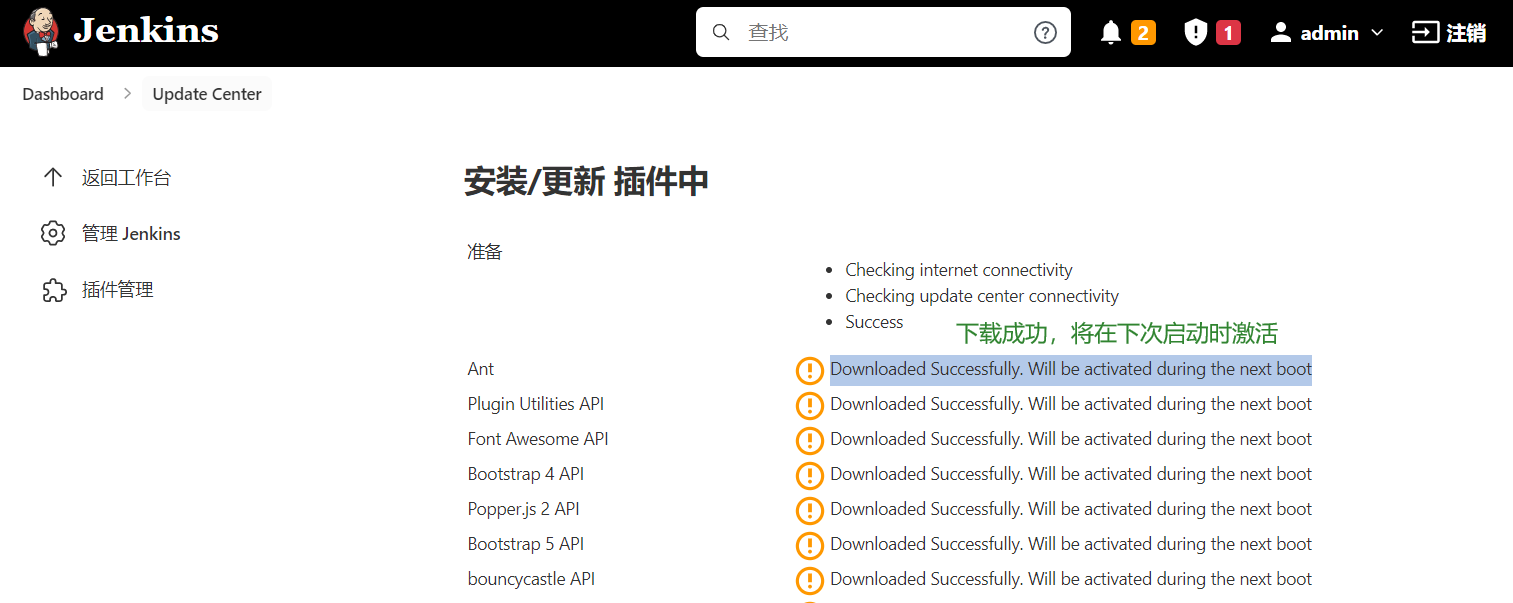 Jenkins
查找
2
1
admin
注销
Dashboard
Update Center
返回工作台
管理 Jenkins
插件管理
安装/更新 插件中
准备
Checking internet connectivity
Checking update center connectivity
Success
下载成功，将在下次启动时激活
Ant Downloaded Successfully. Will be activated during the next boot
Plugin Utilities API Downloaded Successfully. Will be activated during the next boot
Font Awesome API Downloaded Successfully. Will be activated during the next boot
Bootstrap 4 API Downloaded Successfully. Will be activated during the next boot
Popper.js 2 API Downloaded Successfully. Will be activated during the next boot
Bootstrap 5 API Downloaded Successfully. Will be activated during the next boot
bouncycastle API Downloaded Successfully. Will be activated during the next boot